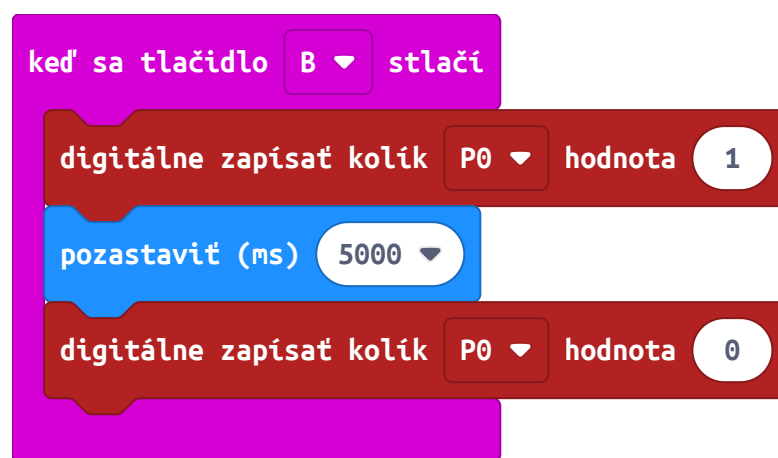 keď sa tlačidlo B stlačí
digitálne zapísať kolík P0 hodnota 1
pozastaviť (ms) 5000
digitálne zapísať kolík P0 hodnota 0